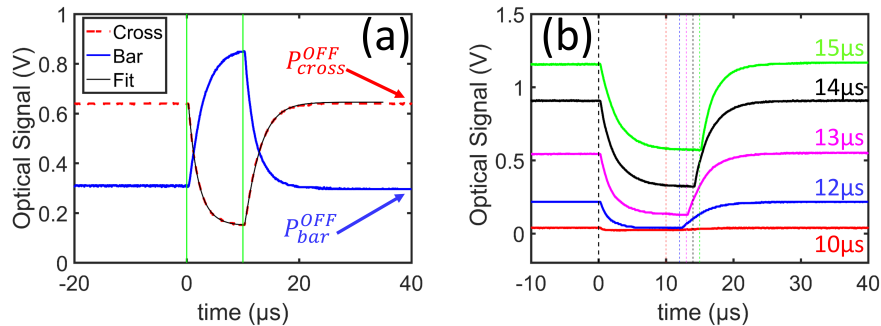 Cross
Bar
Fit
(a)
P_cross^OFF
P_bar^OFF
Optical Signal (V)
1
0.8
0.6
0.4
0.2
0
-20
0
20
40
time (µs)
(b)
15µs
14µs
13µs
12µs
10µs
Optical Signal (V)
1.5
1
0.5
0
-10
0
10
20
30
40
time (µs)